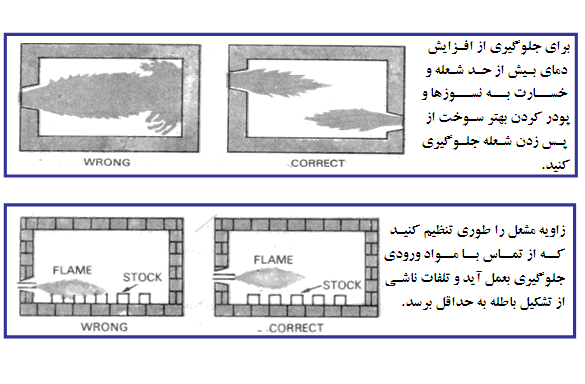 برای جلوگیری از افزایش
دمای بیش از حد شعله و
خسارت به نسوزها و
پودر کردن بهتر سوخت از
پس زدن شعله جلوگیری
کنید.
WRONG
CORRECT
زاویه مشعل را طوری تنظیم کنید
که از تماس با مواد ورودی
جلوگیری بعمل آید و تلفات ناشی
از تشکیل باطله به حداقل برسد.
FLAME
STOCK
WRONG
FLAME
STOCK
CORRECT